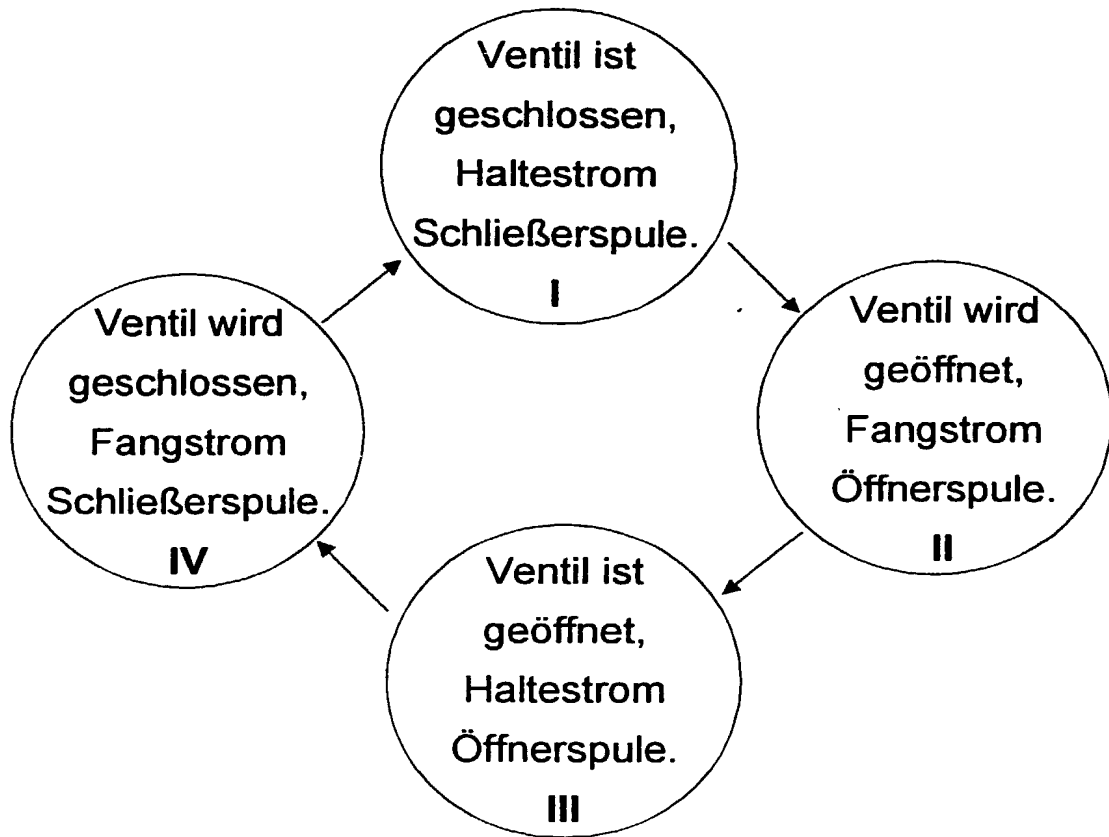 Ventil ist
geschlossen,
Haltestrom
Schließerspule.
I
Ventil wird
geöffnet,
Fangstrom
Öffnerspule.
II
Ventil ist
geöffnet,
Haltestrom
Öffnerspule.
III
Ventil wird
geschlossen,
Fangstrom
Schließerspule.
IV